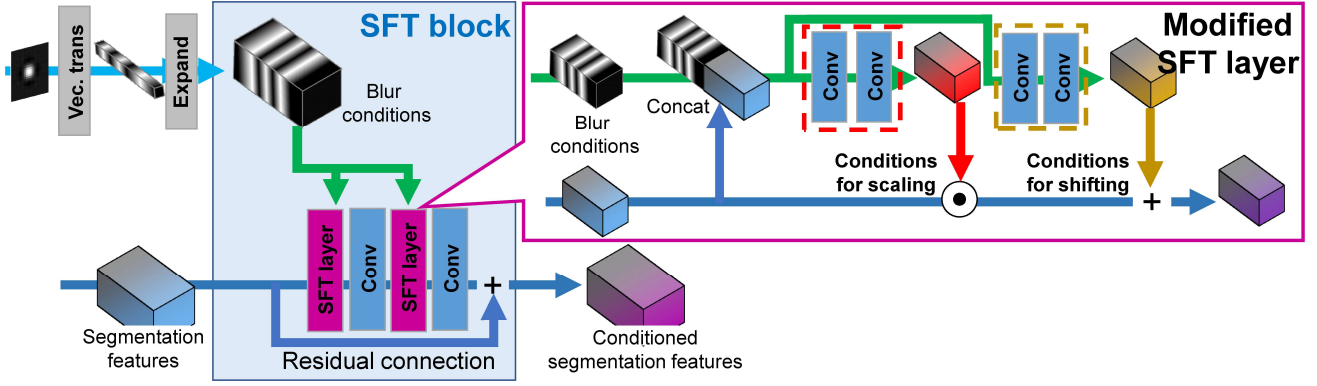 Vec. trans
Expand
SFT block
Blur
conditions
SFT layer
Conv
SFT layer
Conv
+
Segmentation
features
Residual connection
Conditioned
segmentation features
Modified
SFT layer
Blur
conditions
Concat
Conv
Conv
Conv
Conv
Conditions
for scaling
Conditions
for shifting
+